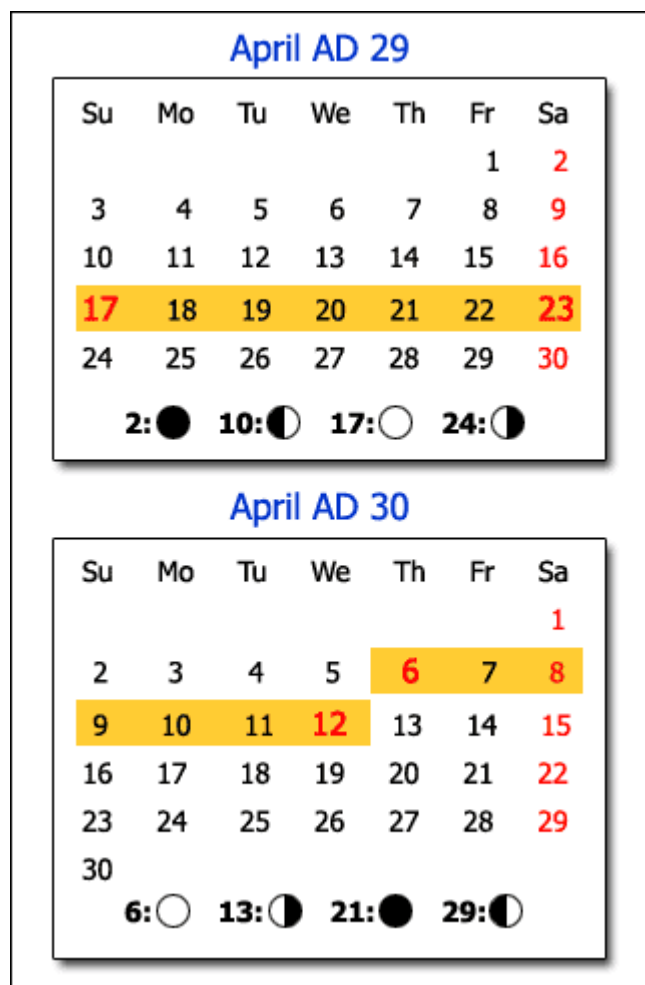 April AD 29
Su Mo Tu We Th Fr Sa
1 2
3 4 5 6 7 8 9
10 11 12 13 14 15 16
17 18 19 20 21 22 23
24 25 26 27 28 29 30
2: 10: 17: 24:
April AD 30
Su Mo Tu We Th Fr Sa
1
2 3 4 5 6 7 8
9 10 11 12 13 14 15
16 17 18 19 20 21 22
23 24 25 26 27 28 29
30
6: 13: 21: 29: